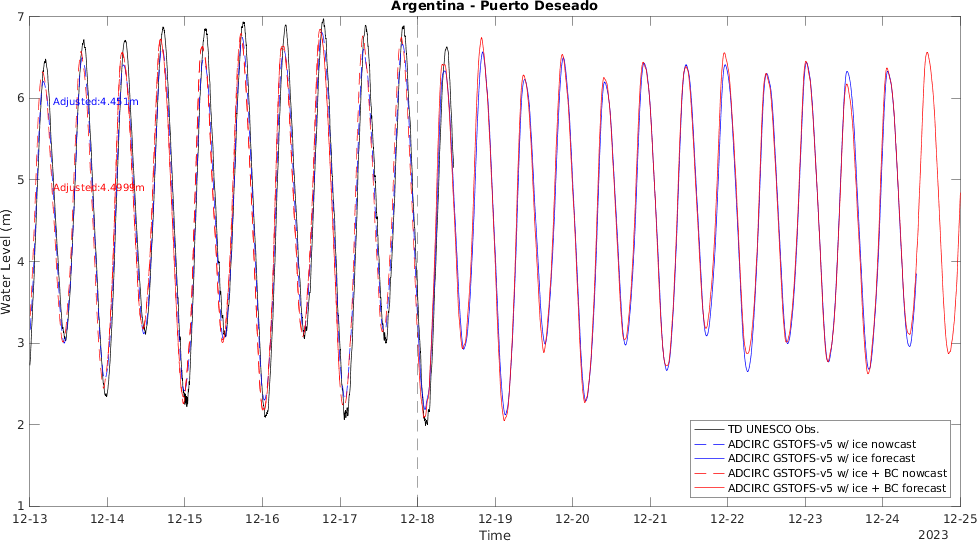 Argentina - Puerto Deseado
7
6
5
4
3
2
1
Water Level (m)
Adjusted:4.451m
Adjusted:4.4999m
TD UNESCO Obs.
ADCIRC GSTOFS-v5 w/ ice nowcast
ADCIRC GSTOFS-v5 w/ ice forecast
ADCIRC GSTOFS-v5 w/ ice + BC nowcast
ADCIRC GSTOFS-v5 w/ ice + BC forecast
12-13 12-14 12-15 12-16 12-17 12-18 12-19 12-20 12-21 12-22 12-23 12-24 12-25
Time
2023